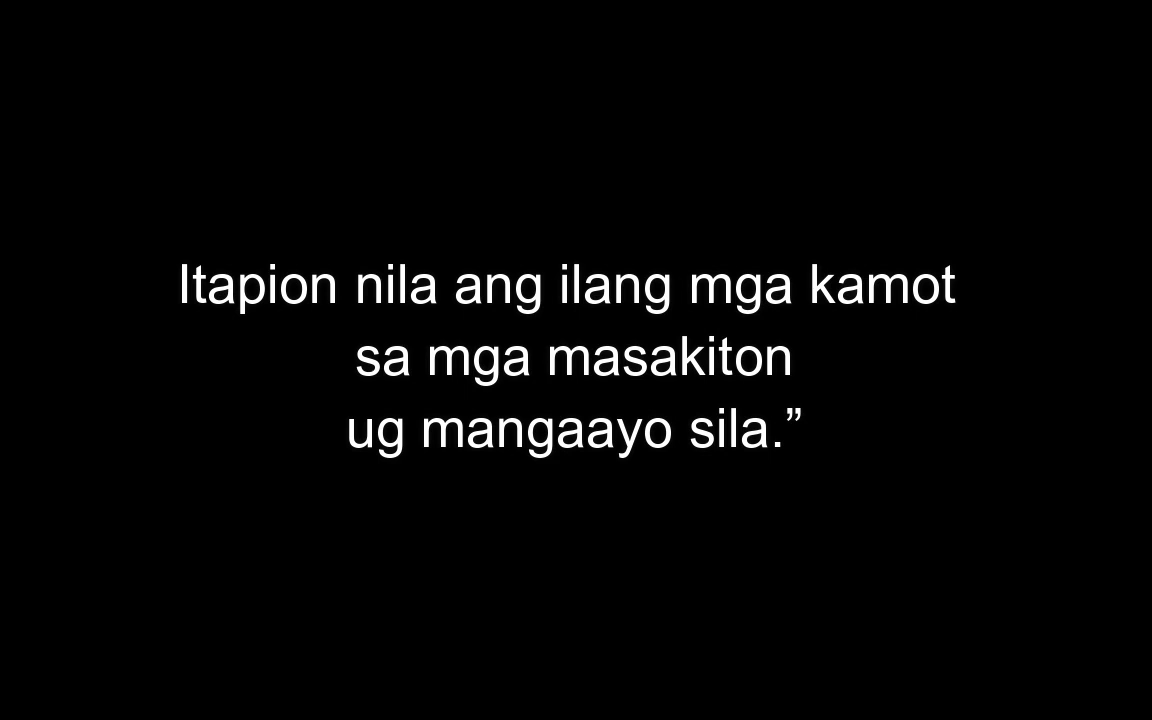 Itapion nila ang ilang mga kamot
sa mga masakiton
ug mangaayo sila.”